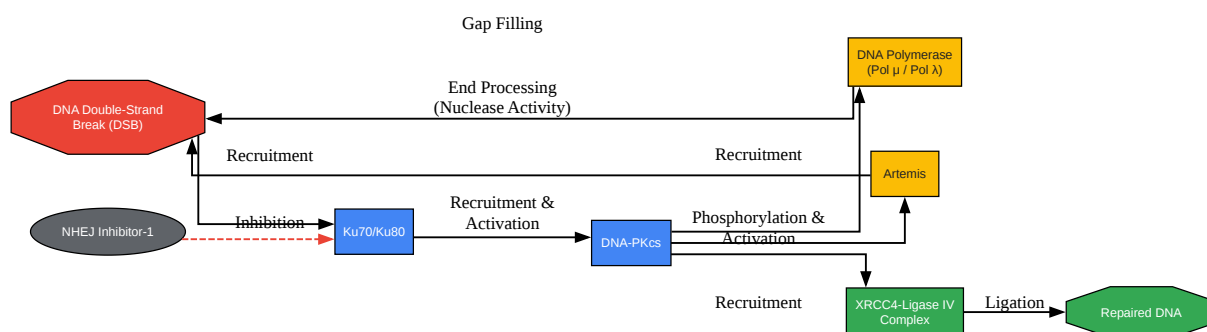 Gap Filling
DNA Polymerase
(Pol μ / Pol λ)
End Processing
(Nuclease Activity)
DNA Double-Strand
Break (DSB)
Recruitment
Recruitment
Artemis
NHEJ Inhibitor-1
Inhibition
Ku70/Ku80
Recruitment &
Activation
DNA-PKcs
Phosphorylation &
Activation
Recruitment
XRCC4-Ligase IV
Complex
Ligation
Repaired DNA